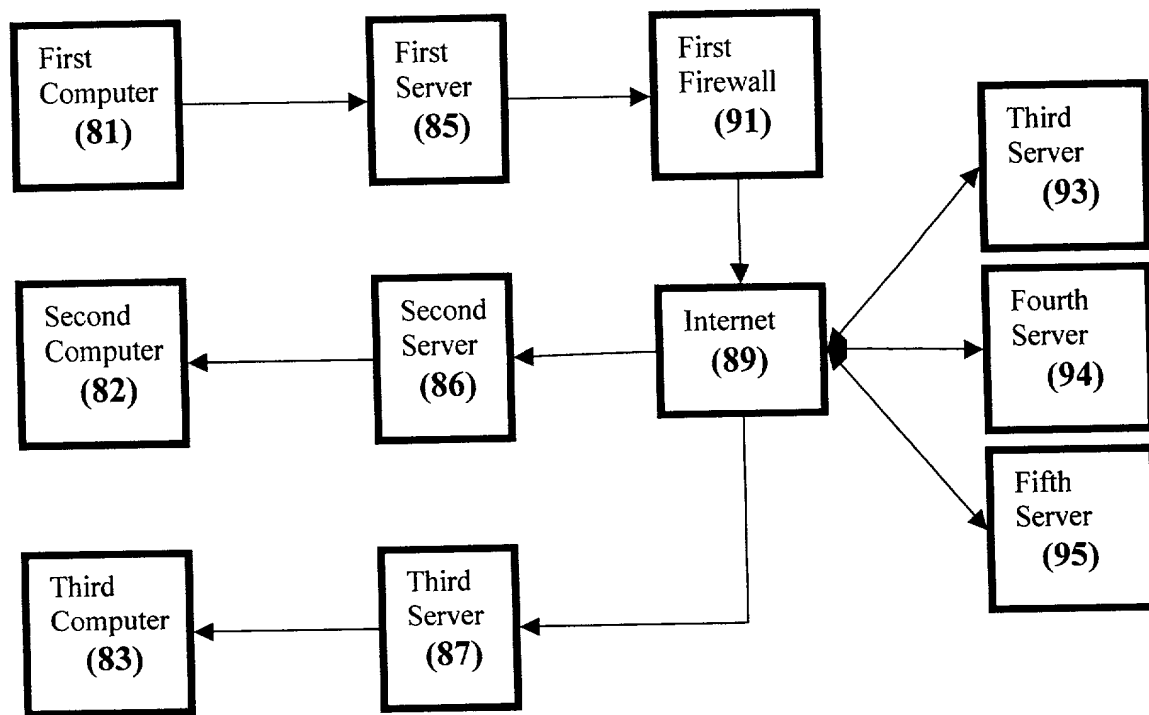 First
Computer
(81)
First
Server
(85)
First
Firewall
(91)
Third
Server
(93)
Second
Computer
(82)
Second
Server
(86)
Internet
(89)
Fourth
Server
(94)
Third
Computer
(83)
Third
Server
(87)
Fifth
Server
(95)